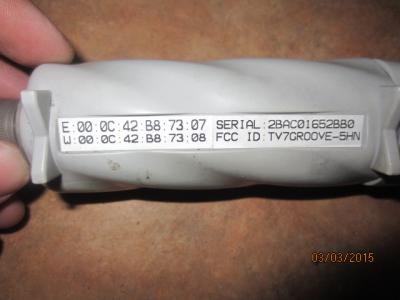 E:00:0C:42:B8:73:07 SERIAL:2BAC01652BB0
W:00:0C:42:B8:73:08 FCC ID:TV7GROOVE-5HN
03/03/2015